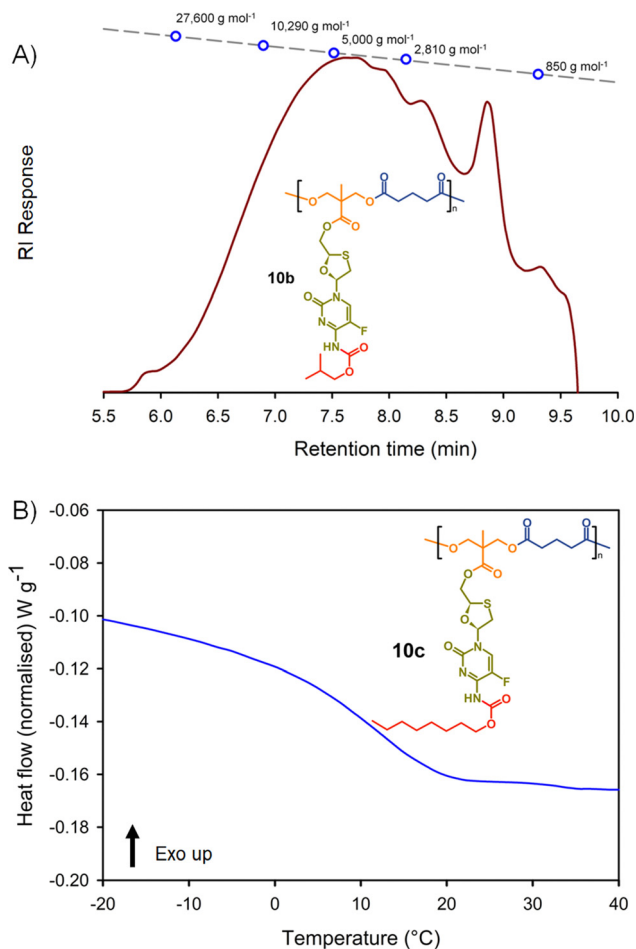 A)
27,600 g mol-1
10,290 g mol-1
5,000 g mol-1
2,810 g mol-1
850 g mol-1
RI Response
O
O
O
O
n
O
O
S
O
10b
N
O
N
F
NH
O
O
5.5 6.0 6.5 7.0 7.5 8.0 8.5 9.0 9.5 10.0
Retention time (min)
B)
-0.06
-0.08
-0.10
-0.12
-0.14
-0.16
-0.18
-0.20
Heat flow (normalised) W g-1
O
O
O
O
n
O
O
S
O
10c
N
O
N
F
NH
O
O
Exo up
-20 -10 0 10 20 30 40
Temperature (°C)